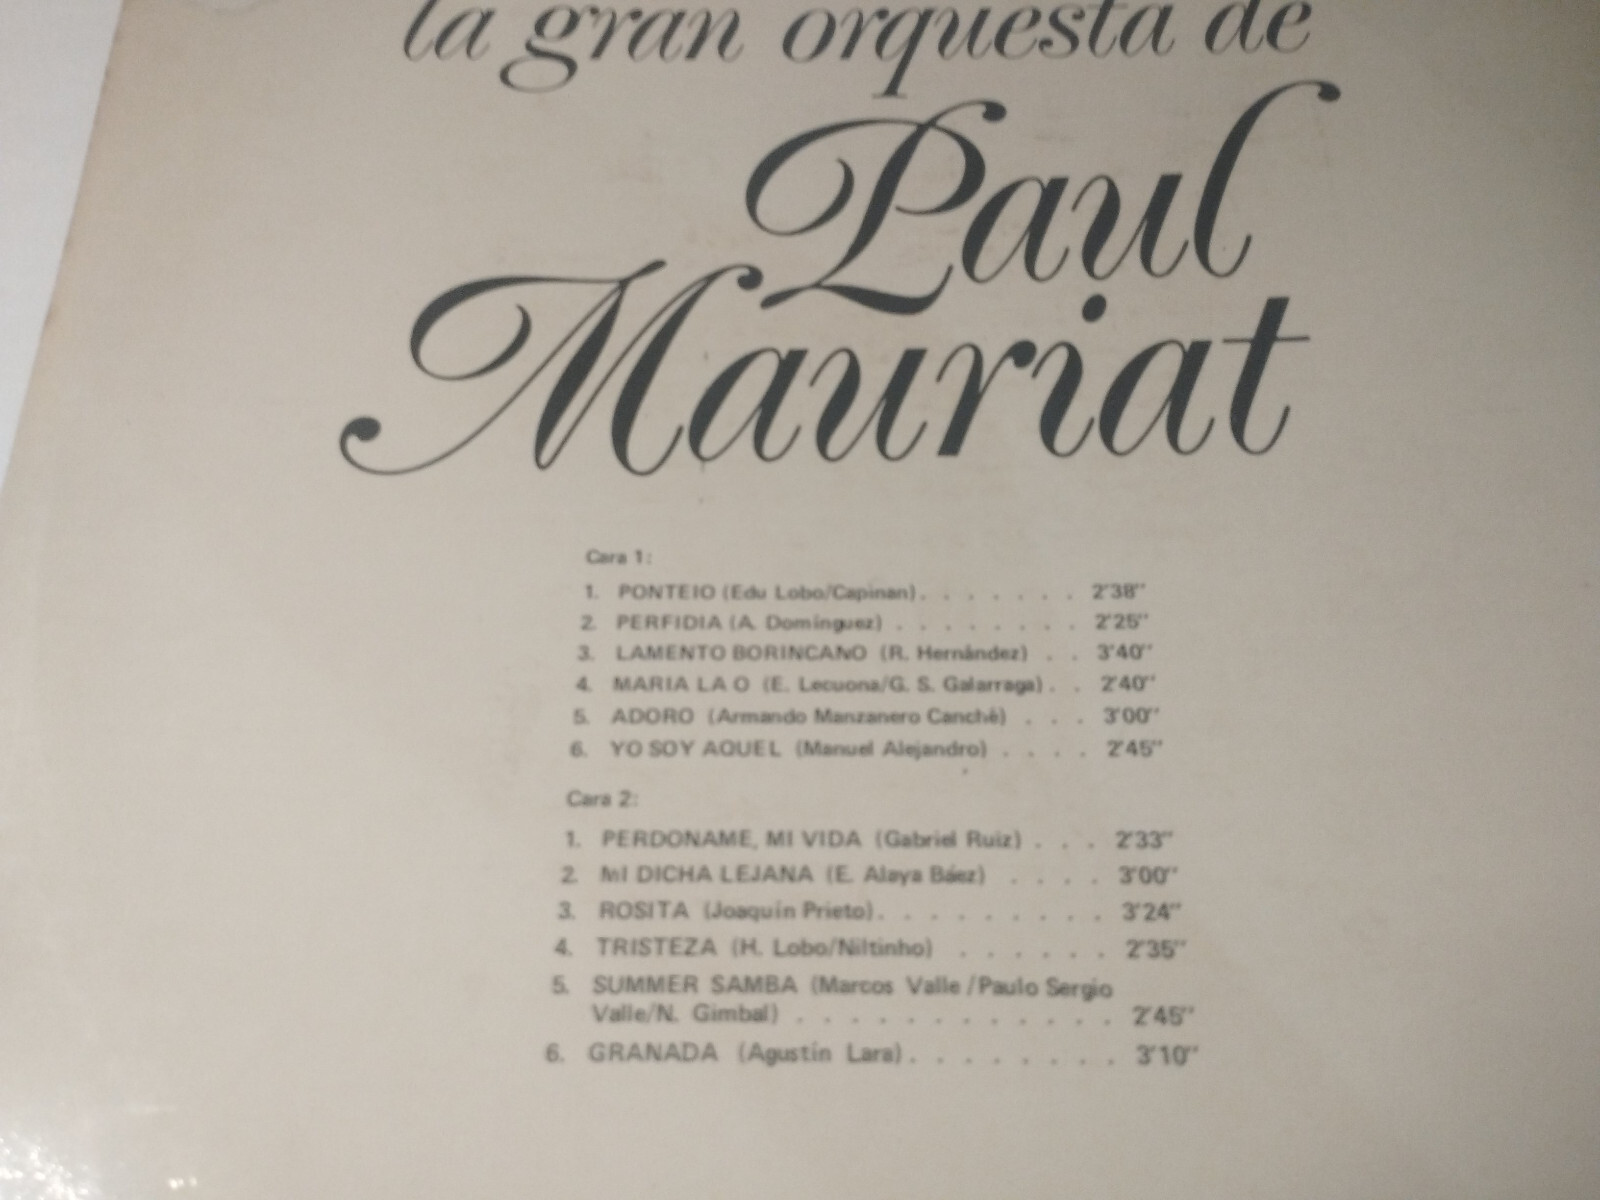 la gran orquesta de
Paul
Mauriat
Cara 1:
1. PONTEIO (Edu Lobo/Capinan). . . . . . . 2'38''
2. PERFIDIA (A. Domínguez) . . . . . . . . 2'25''
3. LAMENTO BORINCANO (R. Hernández) . . 3'40''
4. MARIA LA O (E. Lecuona/G. S. Galarraga). . 2'40''
5. ADORO (Armando Manzanero Canché) . . . 3'00''
6. YO SOY AQUEL (Manuel Alejandro) . . . . 2'45''
Cara 2:
1. PERDONAME, MI VIDA (Gabriel Ruiz) . . . 2'33''
2. MI DICHA LEJANA (E. Alaya Báez) . . . . 3'00''
3. ROSITA (Joaquín Prieto). . . . . . . . . 3'24''
4. TRISTEZA (H. Lobo/Niltinho) . . . . . . 2'35''
5. SUMMER SAMBA (Marcos Valle/Paulo Sergio
Valle/N. Gimbal) . . . . . . . . . . . . 2'45''
6. GRANADA (Agustín Lara). . . . . . . . 3'10''